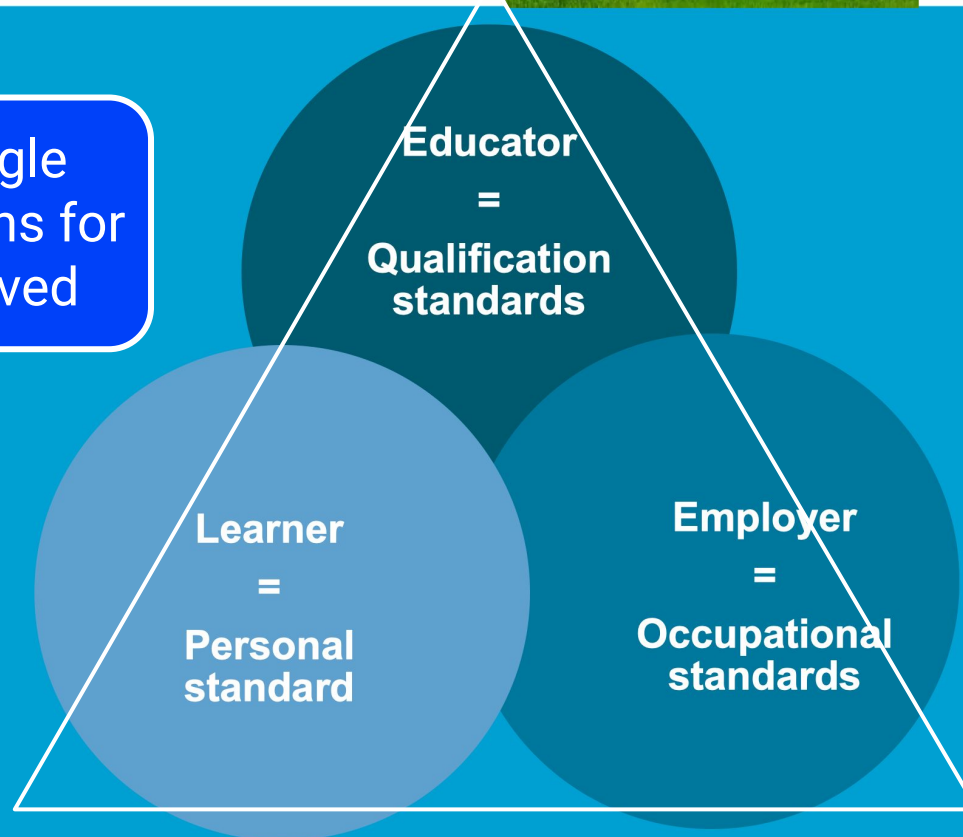 gle
ns for
ved
Educator
=
Qualification
standards
Learner
=
Personal
standard
Employer
=
Occupational
standards